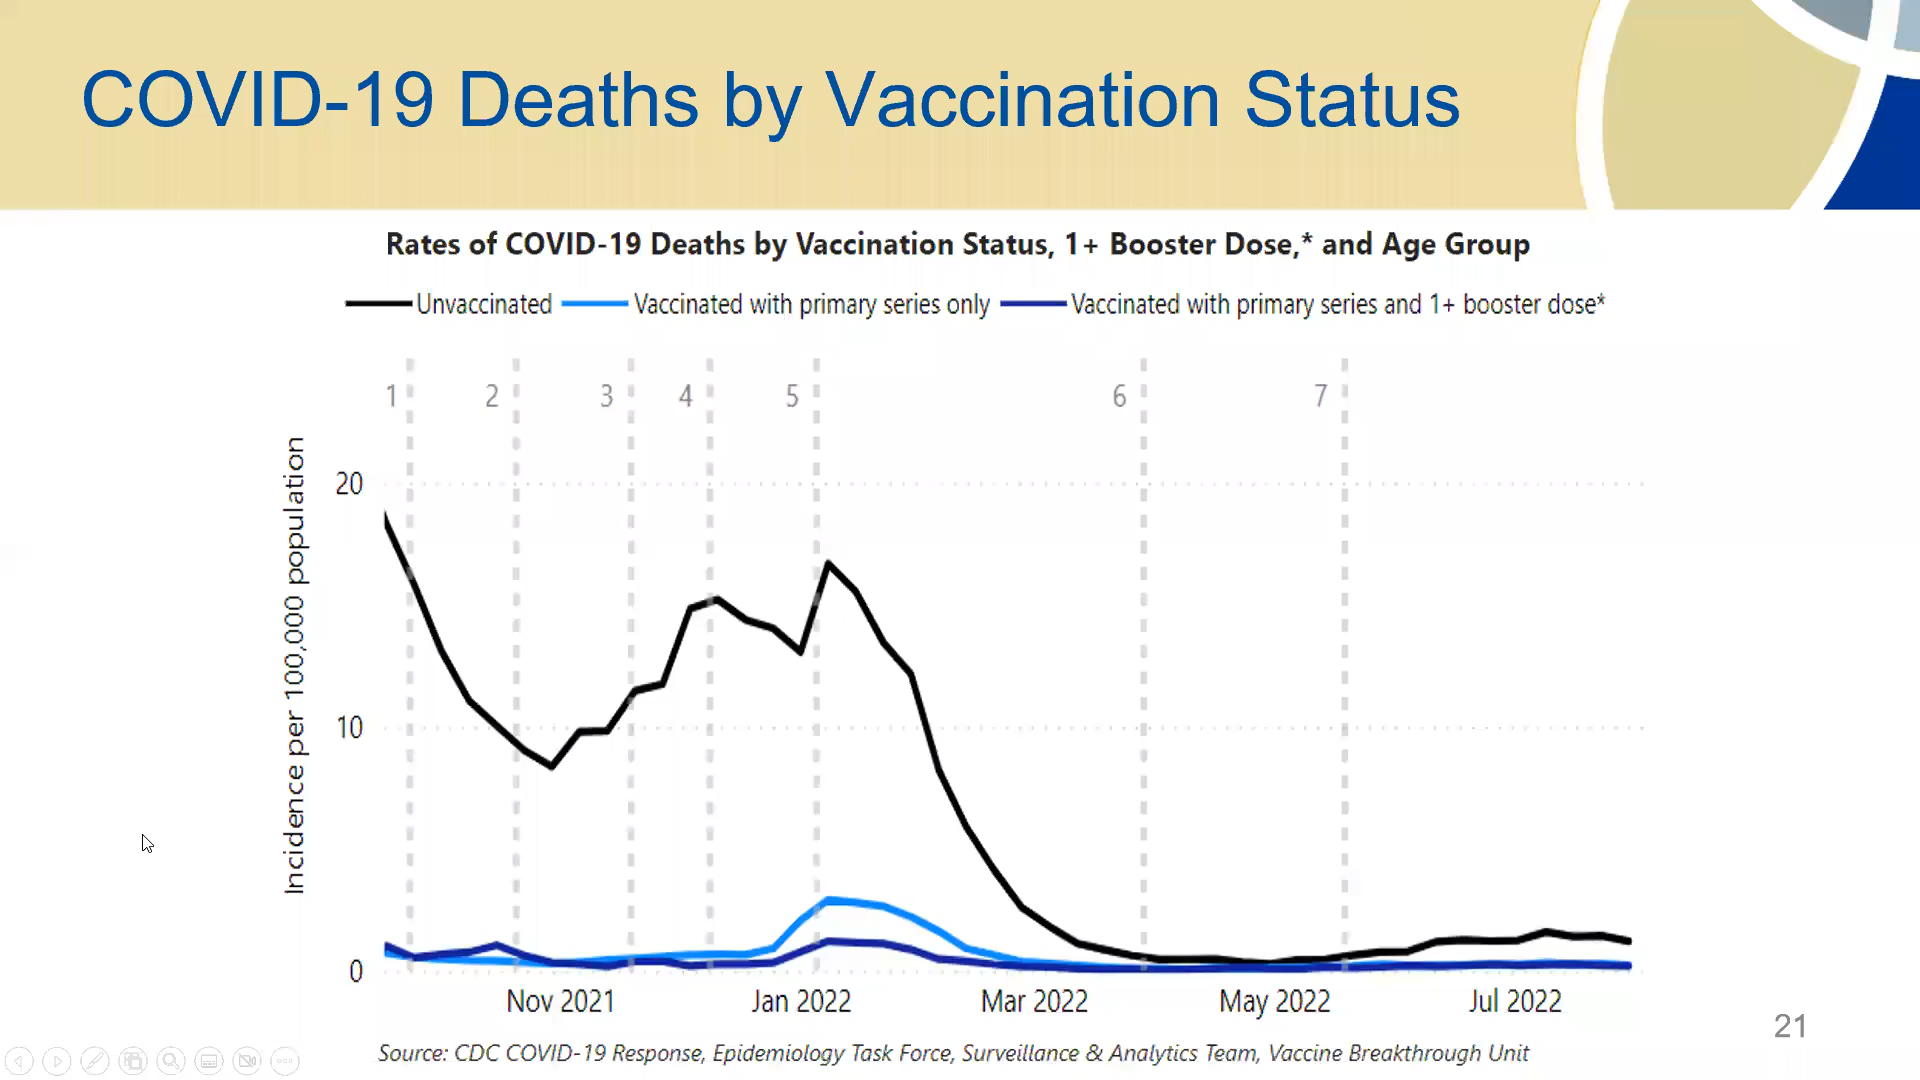 COVID-19 Deaths by Vaccination Status
Rates of COVID-19 Deaths by Vaccination Status, 1+ Booster Dose,* and Age Group
Unvaccinated Vaccinated with primary series only Vaccinated with primary series and 1+ booster dose*
1 2 3 4 5 6 7
Incidence per 100,000 population
20
10
0
Nov 2021 Jan 2022 Mar 2022 May 2022 Jul 2022
21
Source: CDC COVID-19 Response, Epidemiology Task Force, Surveillance & Analytics Team, Vaccine Breakthrough Unit